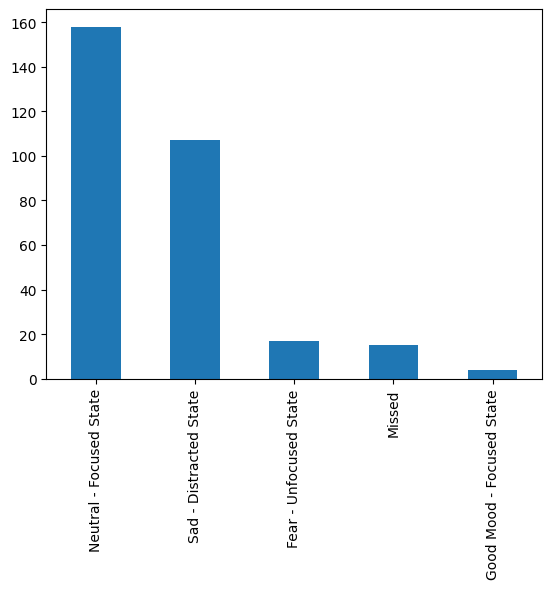 160
140
120
100
80
60
40
20
0
Neutral - Focused State
Sad - Distracted State
Fear - Unfocused State
Missed
Good Mood - Focused State